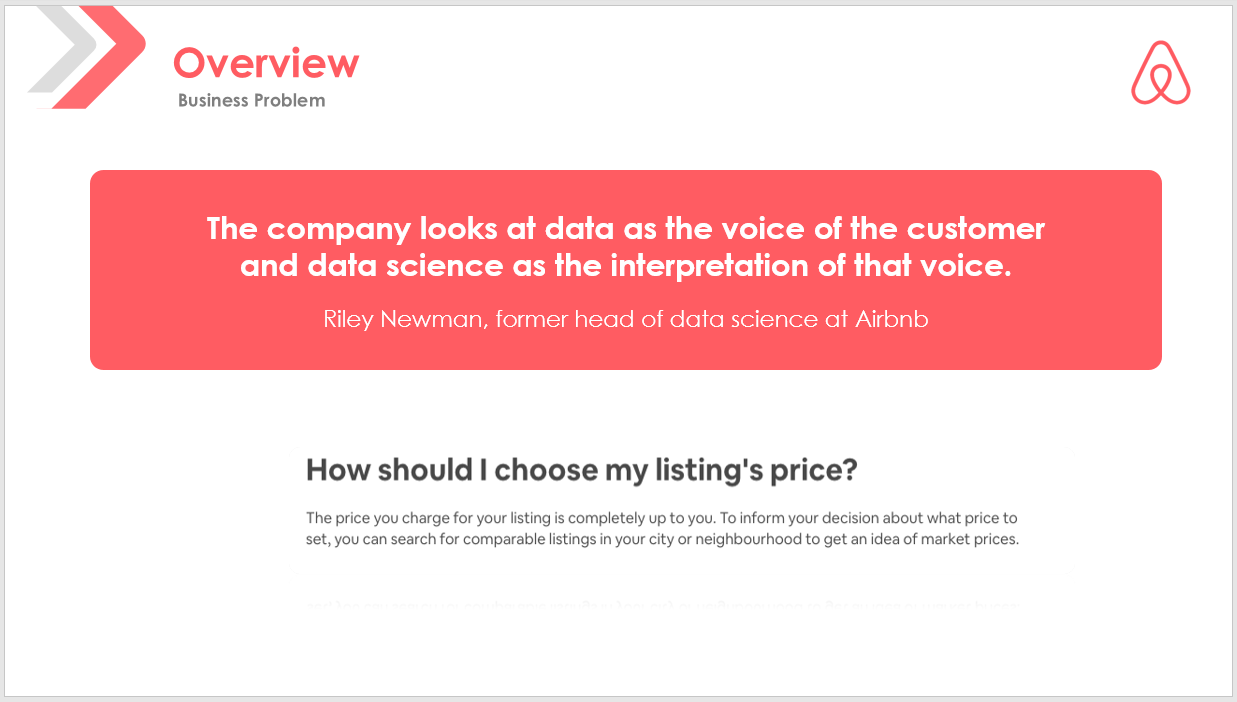 Overview
Business Problem
The company looks at data as the voice of the customer
and data science as the interpretation of that voice.
Riley Newman, former head of data science at Airbnb
How should I choose my listing's price?
The price you charge for your listing is completely up to you. To inform your decision about what price to
set, you can search for comparable listings in your city or neighbourhood to get an idea of market prices.